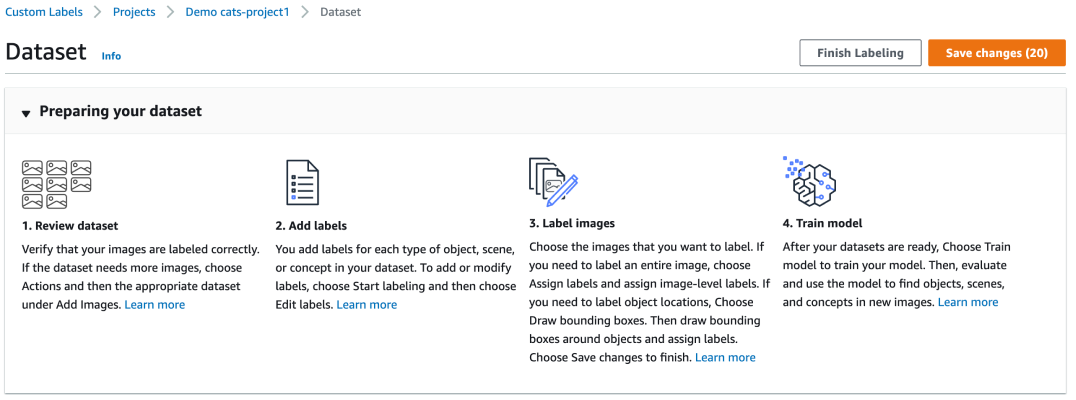 Custom Labels > Projects > Demo cats-project1 > Dataset
Dataset Info
Finish Labeling
Save changes (20)
Preparing your dataset
1. Review dataset
Verify that your images are labeled correctly.
If the dataset needs more images, choose
Actions and then the appropriate dataset
under Add Images. Learn more
2. Add labels
You add labels for each type of object, scene,
or concept in your dataset. To add or modify
labels, choose Start labeling and then choose
Edit labels. Learn more
3. Label images
Choose the images that you want to label. If
you need to label an entire image, choose
Assign labels and assign image-level labels. If
you need to label object locations, Choose
Draw bounding boxes. Then draw bounding
boxes around objects and assign labels.
Choose Save changes to finish. Learn more
4. Train model
After your datasets are ready, Choose Train
model to train your model. Then, evaluate
and use the model to find objects, scenes,
and concepts in new images. Learn more